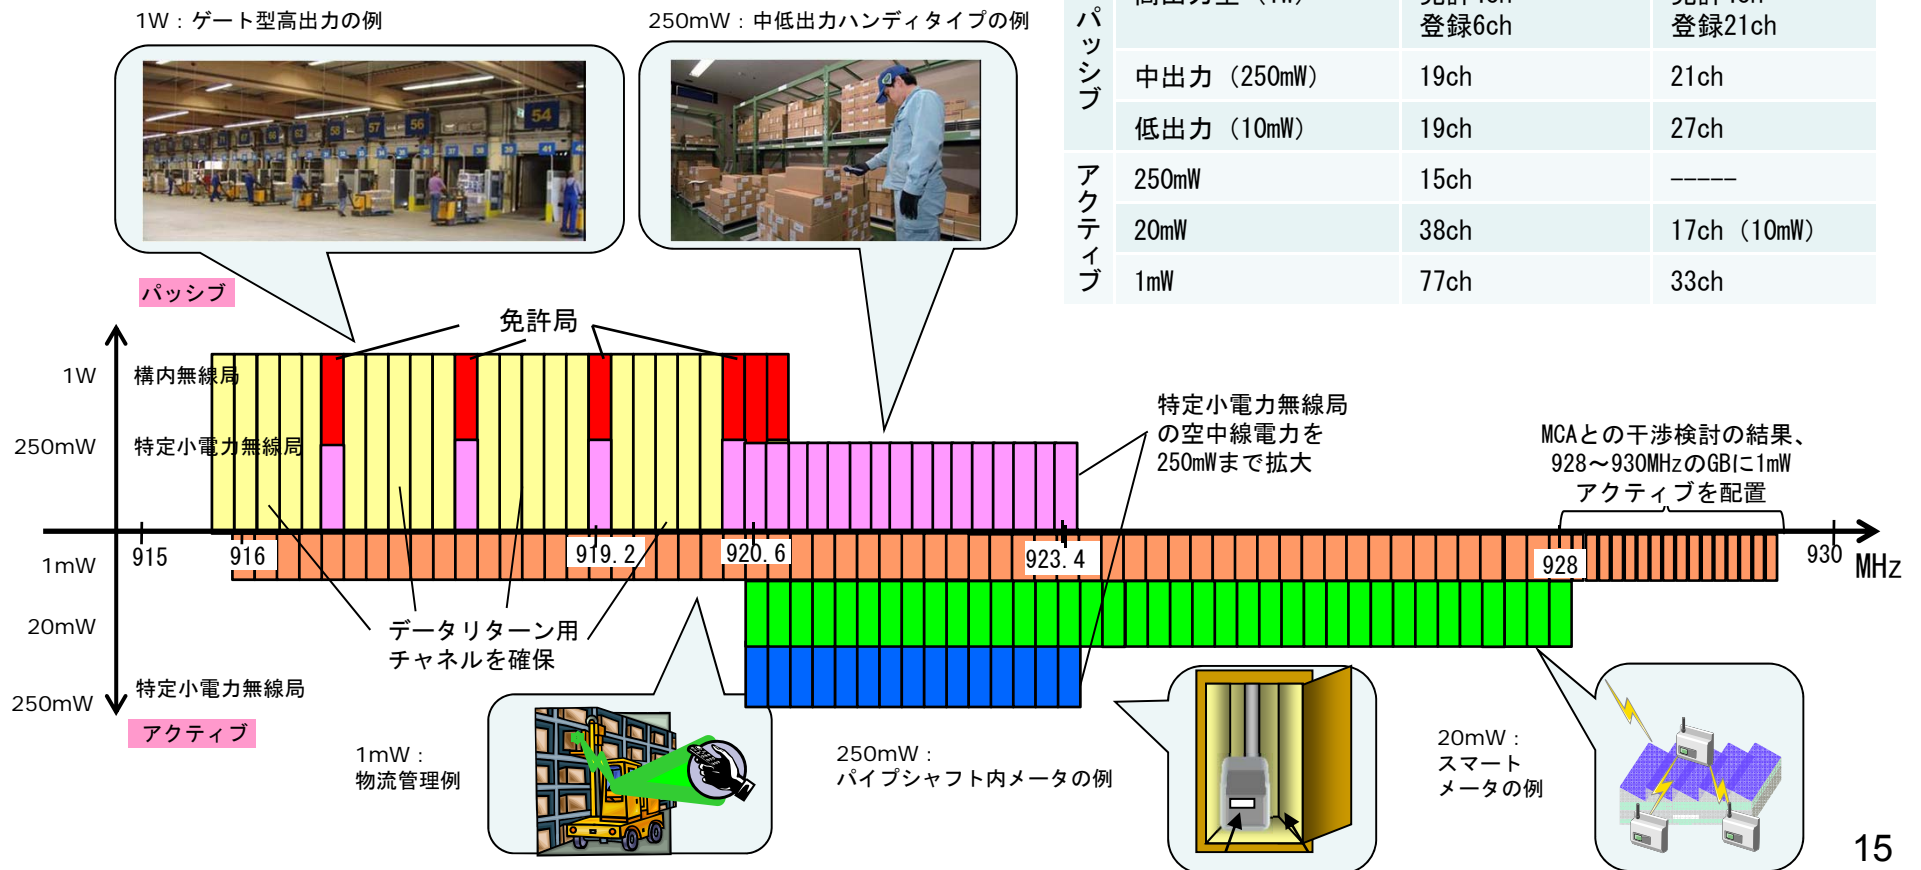 1W：ゲート型高出力の例
250mW：中低出力ハンディタイプの例
54
パッシブ
登録6ch
登録21ch
中出力（250mW）
19ch
21ch
低出力（10mW）
19ch
27ch
アクティブ
250mW
15ch
-----
20mW
38ch
17ch（10mW）
1mW
77ch
33ch
パッシブ
免許局
1W
構内無線局
250mW
特定小電力無線局
特定小電力無線局
の空中線電力を
250mWまで拡大
MCAとの干渉検討の結果、
928～930MHzのGBに1mW
アクティブを配置
915
916
919.2
920.6
923.4
928
930
MHz
1mW
20mW
250mW
データリターン用
チャネルを確保
特定小電力無線局
アクティブ
1mW：
物流管理例
250mW：
パイプシャフト内メータの例
20mW：
スマート
メータの例
15